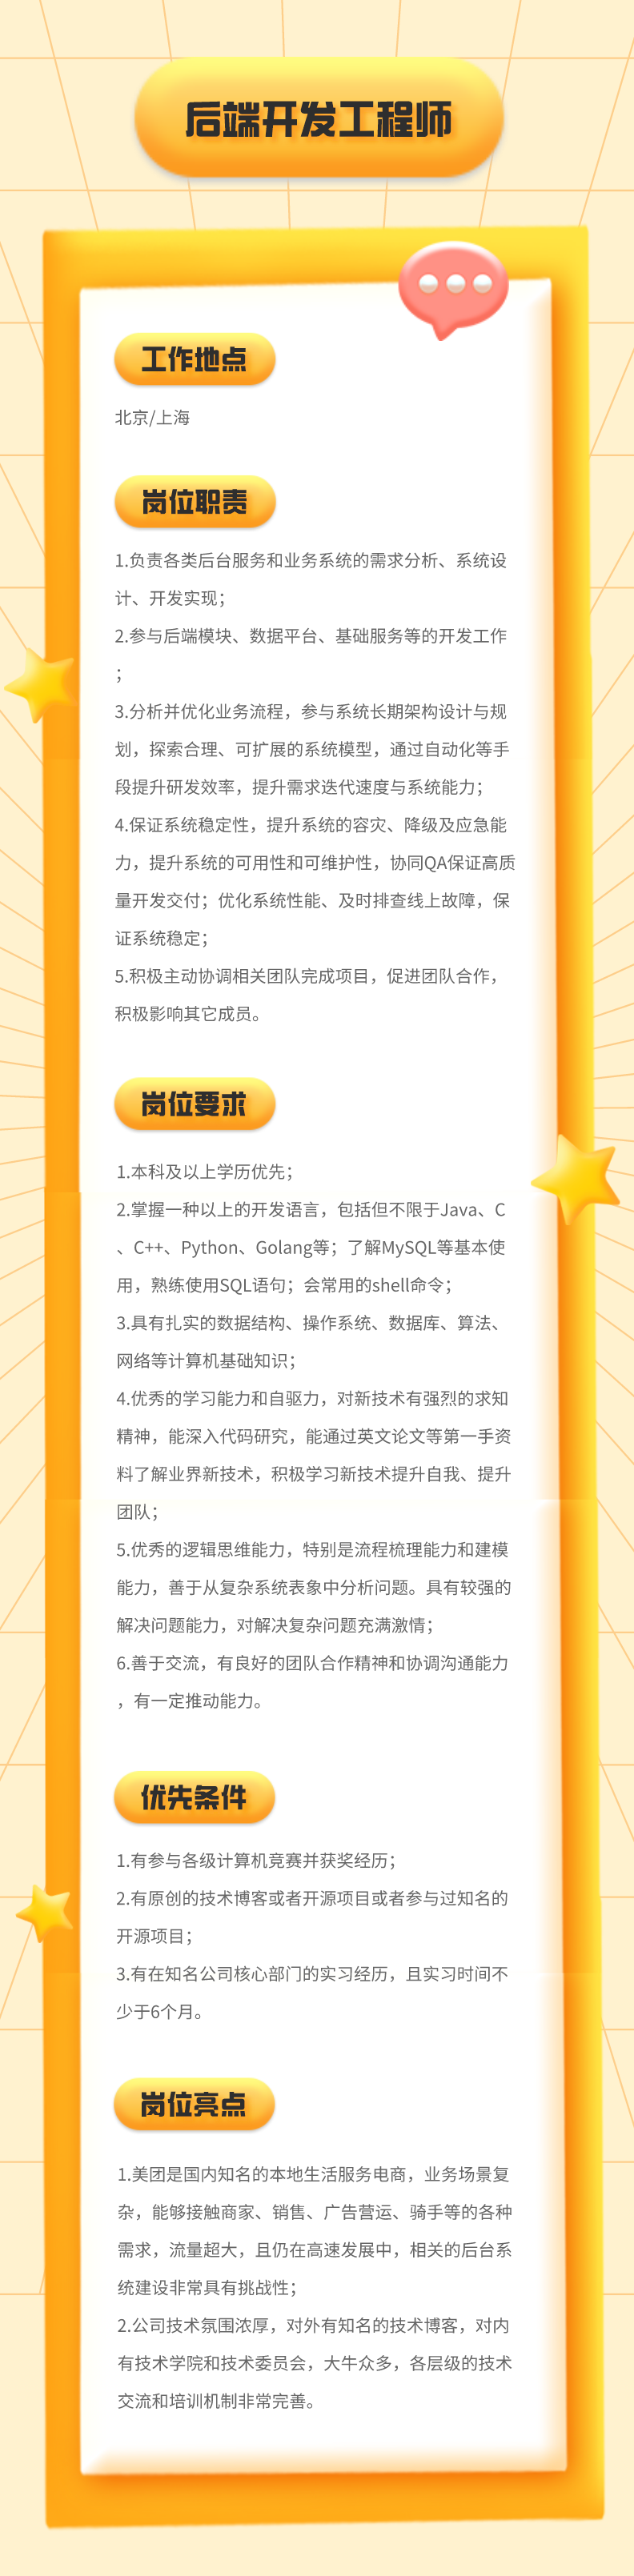 后端开发工程师
工作地点
北京/上海
岗位职责
1.负责各类后台服务和业务系统的需求分析、系统设
计、开发实现；
2.参与后端模块、数据平台、基础服务等的开发工作
；
3.分析并优化业务流程，参与系统长期架构设计与规
划，探索合理、可扩展的系统模型，通过自动化等手
段提升研发效率，提升需求迭代速度与系统能力；
4.保证系统稳定性，提升系统的容灾、降级及应急能
力，提升系统的可用性和可维护性，协同QA保证高质
量开发交付；优化系统性能、及时排查线上故障，保
证系统稳定；
5.积极主动协调相关团队完成项目，促进团队合作，
积极影响其它成员。
岗位要求
1.本科及以上学历优先；
2.掌握一种以上的开发语言，包括但不限于Java、C
、C++、Python、Golang等；了解MySQL等基本使
用，熟练使用SQL语句；会常用的shell命令；
3.具有扎实的数据结构、操作系统、数据库、算法、
网络等计算机基础知识；
4.优秀的学习能力和自驱力，对新技术有强烈的求知
精神，能深入代码研究，能通过英文论文等第一手资
料了解业界新技术，积极学习新技术提升自我、提升
团队；
5.优秀的逻辑思维能力，特别是流程梳理能力和建模
能力，善于从复杂系统表象中分析问题。具有较强的
解决问题能力，对解决复杂问题充满激情；
6.善于交流，有良好的团队合作精神和协调沟通能力
，有一定推动能力。
优先条件
1.有参与各级计算机竞赛并获奖经历；
2.有原创的技术博客或者开源项目或者参与过知名的
开源项目；
3.有在知名公司核心部门的实习经历，且实习时间不
少于6个月。
岗位亮点
1.美团是国内知名的本地生活服务电商，业务场景复
杂，能够接触商家、销售、广告营运、骑手等的各种
需求，流量超大，且仍在高速发展中，相关的后台系
统建设非常具有挑战性；
2.公司技术氛围浓厚，对外有知名的技术博客，对内
有技术学院和技术委员会，大牛众多，各层级的技术
交流和培训机制非常完善。